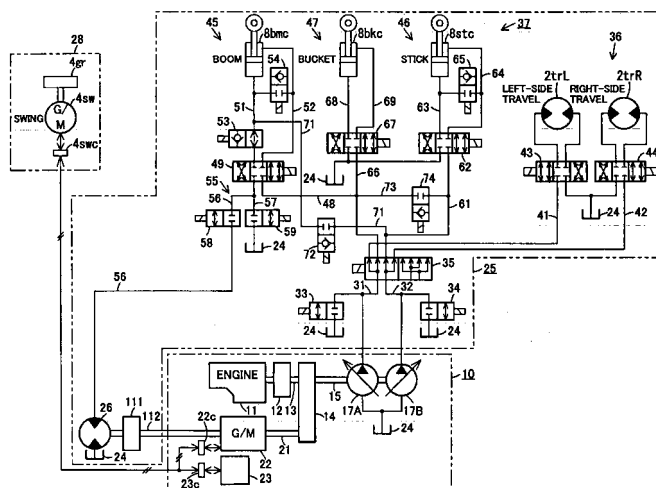 28
4gr
4sw
G/
M
SWING
4swc
45
8bmc
BOOM
54
47
8bkc
BUCKET
46
8stc
STICK
65
64
37
36
2trL
2trR
LEFT-SIDE
TRAVEL
RIGHT-SIDE
TRAVEL
51
52
71
68
69
63
53
67
49
62
43
44
24
66
24
55
73
74
56
57
48
61
41
42
58
59
24
71
72
35
25
56
31
32
33
34
24
24
ENGINE
10
11
12
13
14
15
17A
17B
24
26
111
112
22c
G/M
21
22
24
23c
23